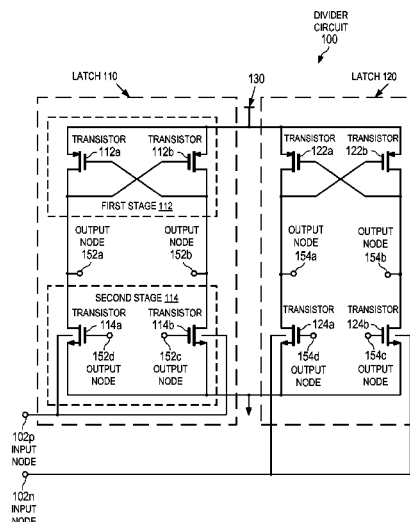 DIVIDER
CIRCUIT
100
LATCH 110
130
LATCH 120
TRANSISTOR
112a
TRANSISTOR
112b
TRANSISTOR
122a
TRANSISTOR
122b
FIRST STAGE 112
OUTPUT
NODE
152a
OUTPUT
NODE
152b
OUTPUT
NODE
154a
OUTPUT
NODE
154b
SECOND STAGE 114
TRANSISTOR
114a
TRANSISTOR
114b
TRANSISTOR
124a
TRANSISTOR
124b
152d
OUTPUT
NODE
152c
OUTPUT
NODE
154d
OUTPUT
NODE
154c
OUTPUT
NODE
102p
INPUT
NODE
102n
INPUT
NODE